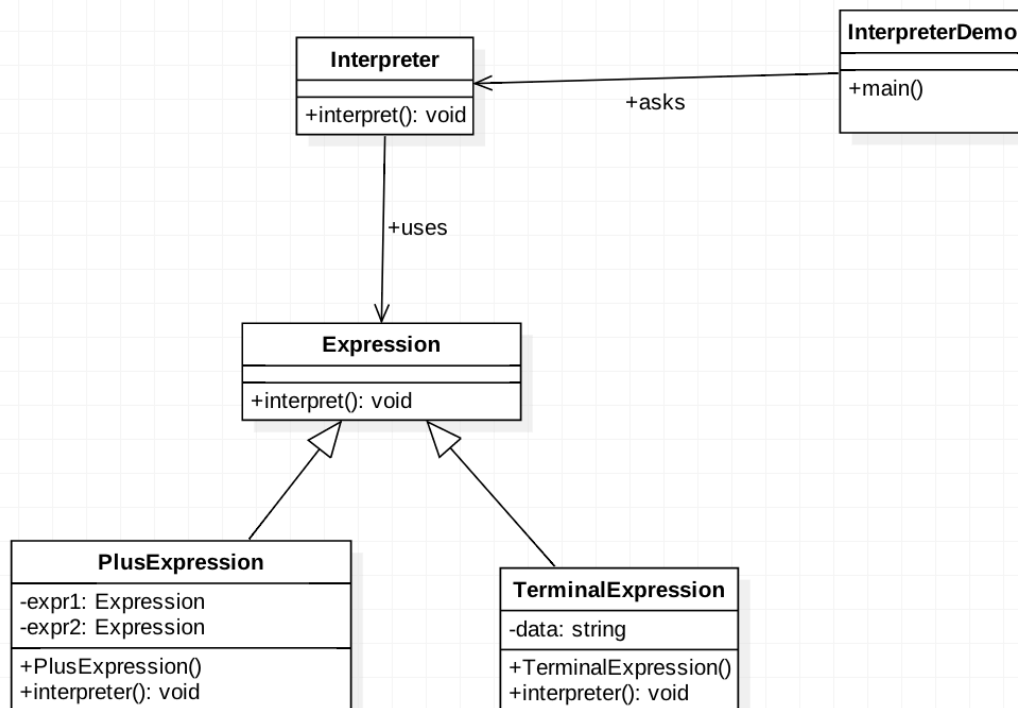 Interpreter
+interpret(): void
InterpreterDemo
+main()
+asks
+uses
Expression
+interpret(): void
PlusExpression
-expr1: Expression
-expr2: Expression
+PlusExpression()
+interpreter(): void
TerminalExpression
-data: string
+TerminalExpression()
+interpreter(): void